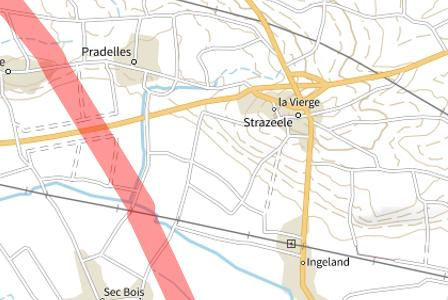 Pradelles
e
la Vierge
Strazeele
Ingeland
Sec Bois